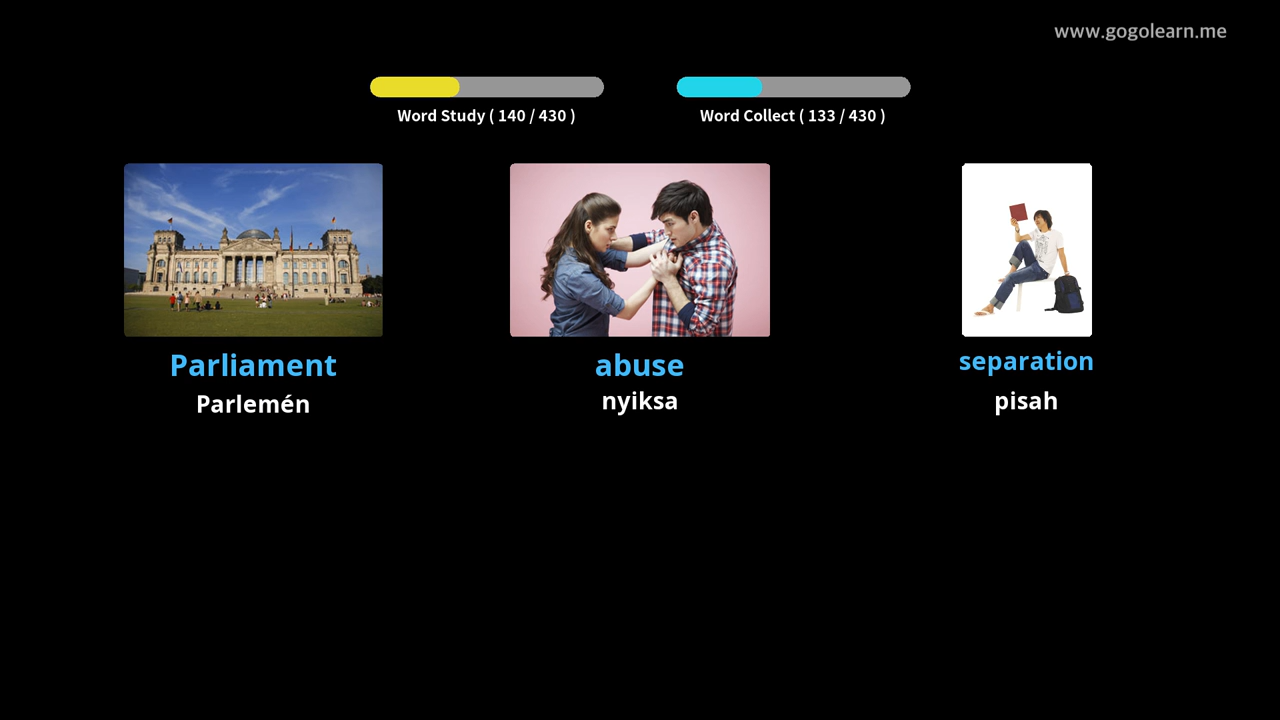 www.gogolearn.me
Word Study ( 140 / 430 )
Word Collect ( 133 / 430 )
Parliament
Parlemén
abuse
nyiksa
separation
pisah